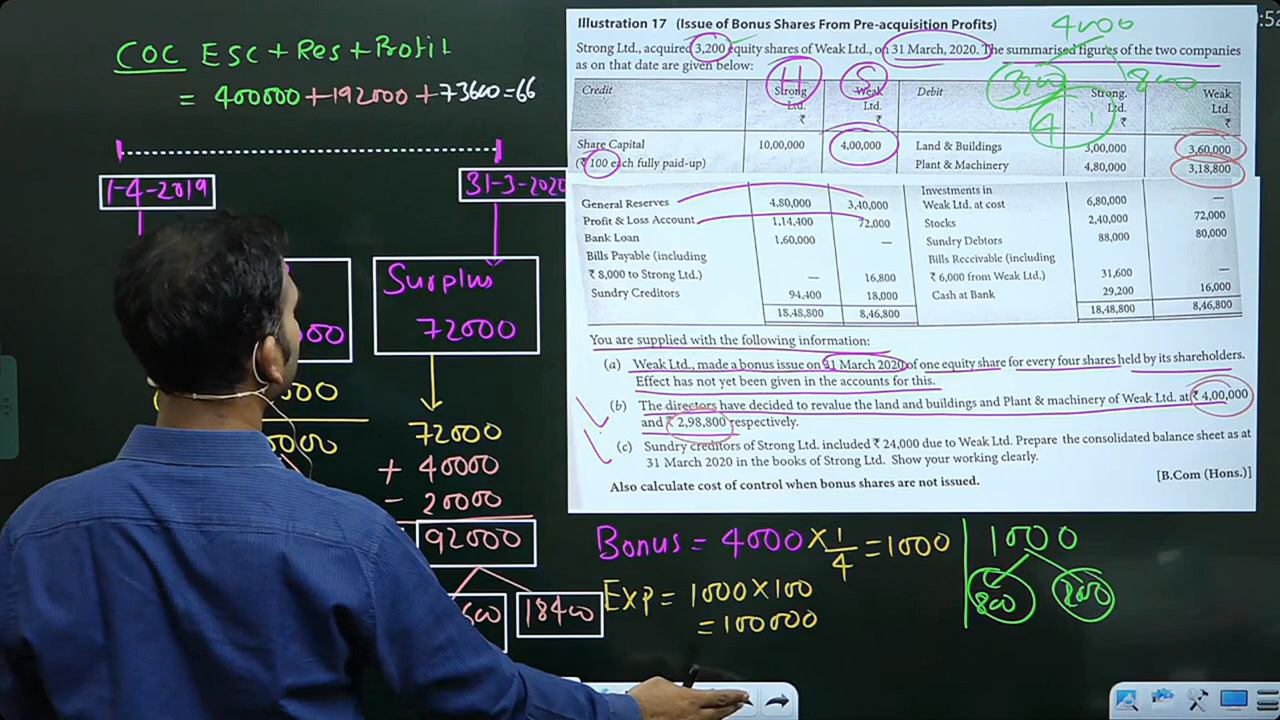 COC ESC + Res + Profit
= 400000 + 192000 + 73600 = 66
1-4-2019
31-3-2020
Surplus
72000
72000
+ 40000
- 20000
92000
18400
Illustration 17 (Issue of Bonus Shares From Pre-acquisition Profits)
Strong Ltd., acquired 3,200 equity shares of Weak Ltd., on 31 March, 2020. The summarised figures of the two companies
as on that date are given below:
4000
3200
800
4 1
H S
Credit Strong Ltd. ₹ Weak Ltd. ₹ Debit Strong. Ltd. ₹ Weak Ltd. ₹
Share Capital 10,00,000 4,00,000 Land & Buildings 3,00,000 3,60,000
(₹ 100 each fully paid-up) Plant & Machinery 4,80,000 3,18,800
General Reserves 4,80,000 3,40,000 Investments in Weak Ltd. at cost 6,80,000 —
Profit & Loss Account 1,14,400 72,000 Stocks 2,40,000 72,000
Bank Loan 1,60,000 — Sundry Debtors 88,000 80,000
Bills Payable (including Bills Receivable (including
₹ 8,000 to Strong Ltd.) — 16,800 ₹ 6,000 from Weak Ltd.) 31,600 —
Sundry Creditors 94,400 18,000 Cash at Bank 29,200 16,000
18,48,800 8,46,800 18,48,800 8,46,800
You are supplied with the following information:
(a) Weak Ltd., made a bonus issue on 31 March 2020 of one equity share for every four shares held by its shareholders.
Effect has not yet been given in the accounts for this.
(b) The directors have decided to revalue the land and buildings and Plant & machinery of Weak Ltd. at ₹ 4,00,000
and ₹ 2,98,800 respectively.
(c) Sundry creditors of Strong Ltd. included ₹ 24,000 due to Weak Ltd. Prepare the consolidated balance sheet as at
31 March 2020 in the books of Strong Ltd. Show your working clearly.
[B.Com (Hons.)]
Also calculate cost of control when bonus shares are not issued.
Bonus = 4000 × 1/4 = 1000
Exp = 1000 × 100
= 100000
1000
800 200